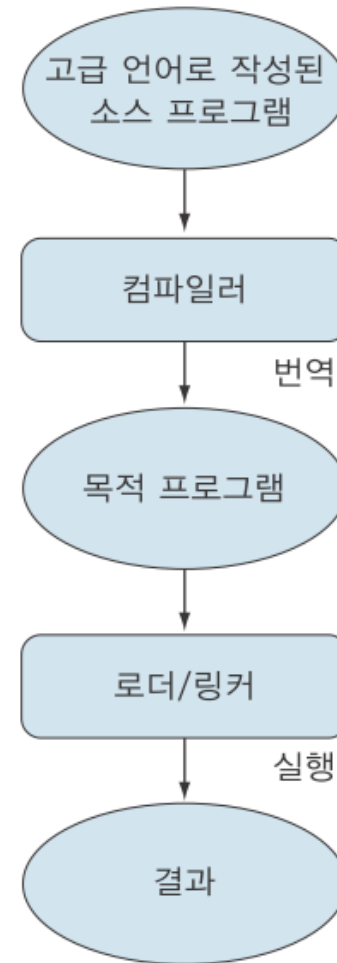 고급 언어로 작성된
소스 프로그램
컴파일러
번역
목적 프로그램
로더/링커
실행
결과